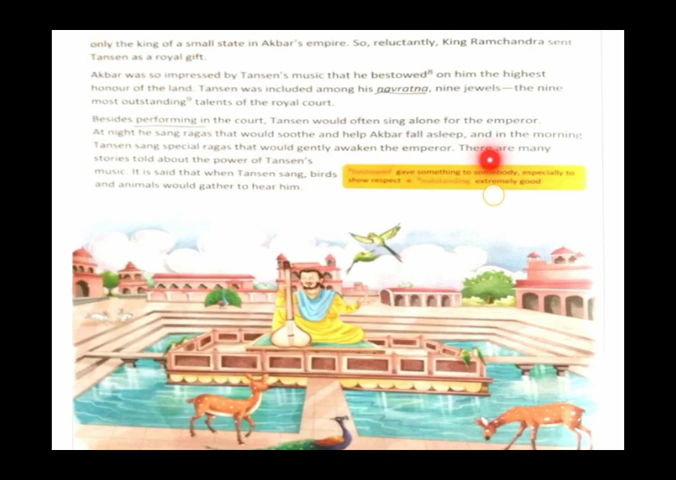 only the king of a small state in Akbar's empire. So, reluctantly, King Ramchandra sent
Tansen as a royal gift.
Akbar was so impressed by Tansen's music that he bestowed⁸ on him the highest
honour of the land. Tansen was included among his navratna, nine jewels—the nine
most outstanding⁹ talents of the royal court.
Besides performing in the court, Tansen would often sing alone for the emperor.
At night he sang ragas that would soothe and help Akbar fall asleep, and in the morning
Tansen sang special ragas that would gently awaken the emperor. There are many
stories told about the power of Tansen's
music. It is said that when Tansen sang, birds
and animals would gather to hear him.
⁸bestowed gave something to somebody, especially to
show respect ⁹outstanding extremely good